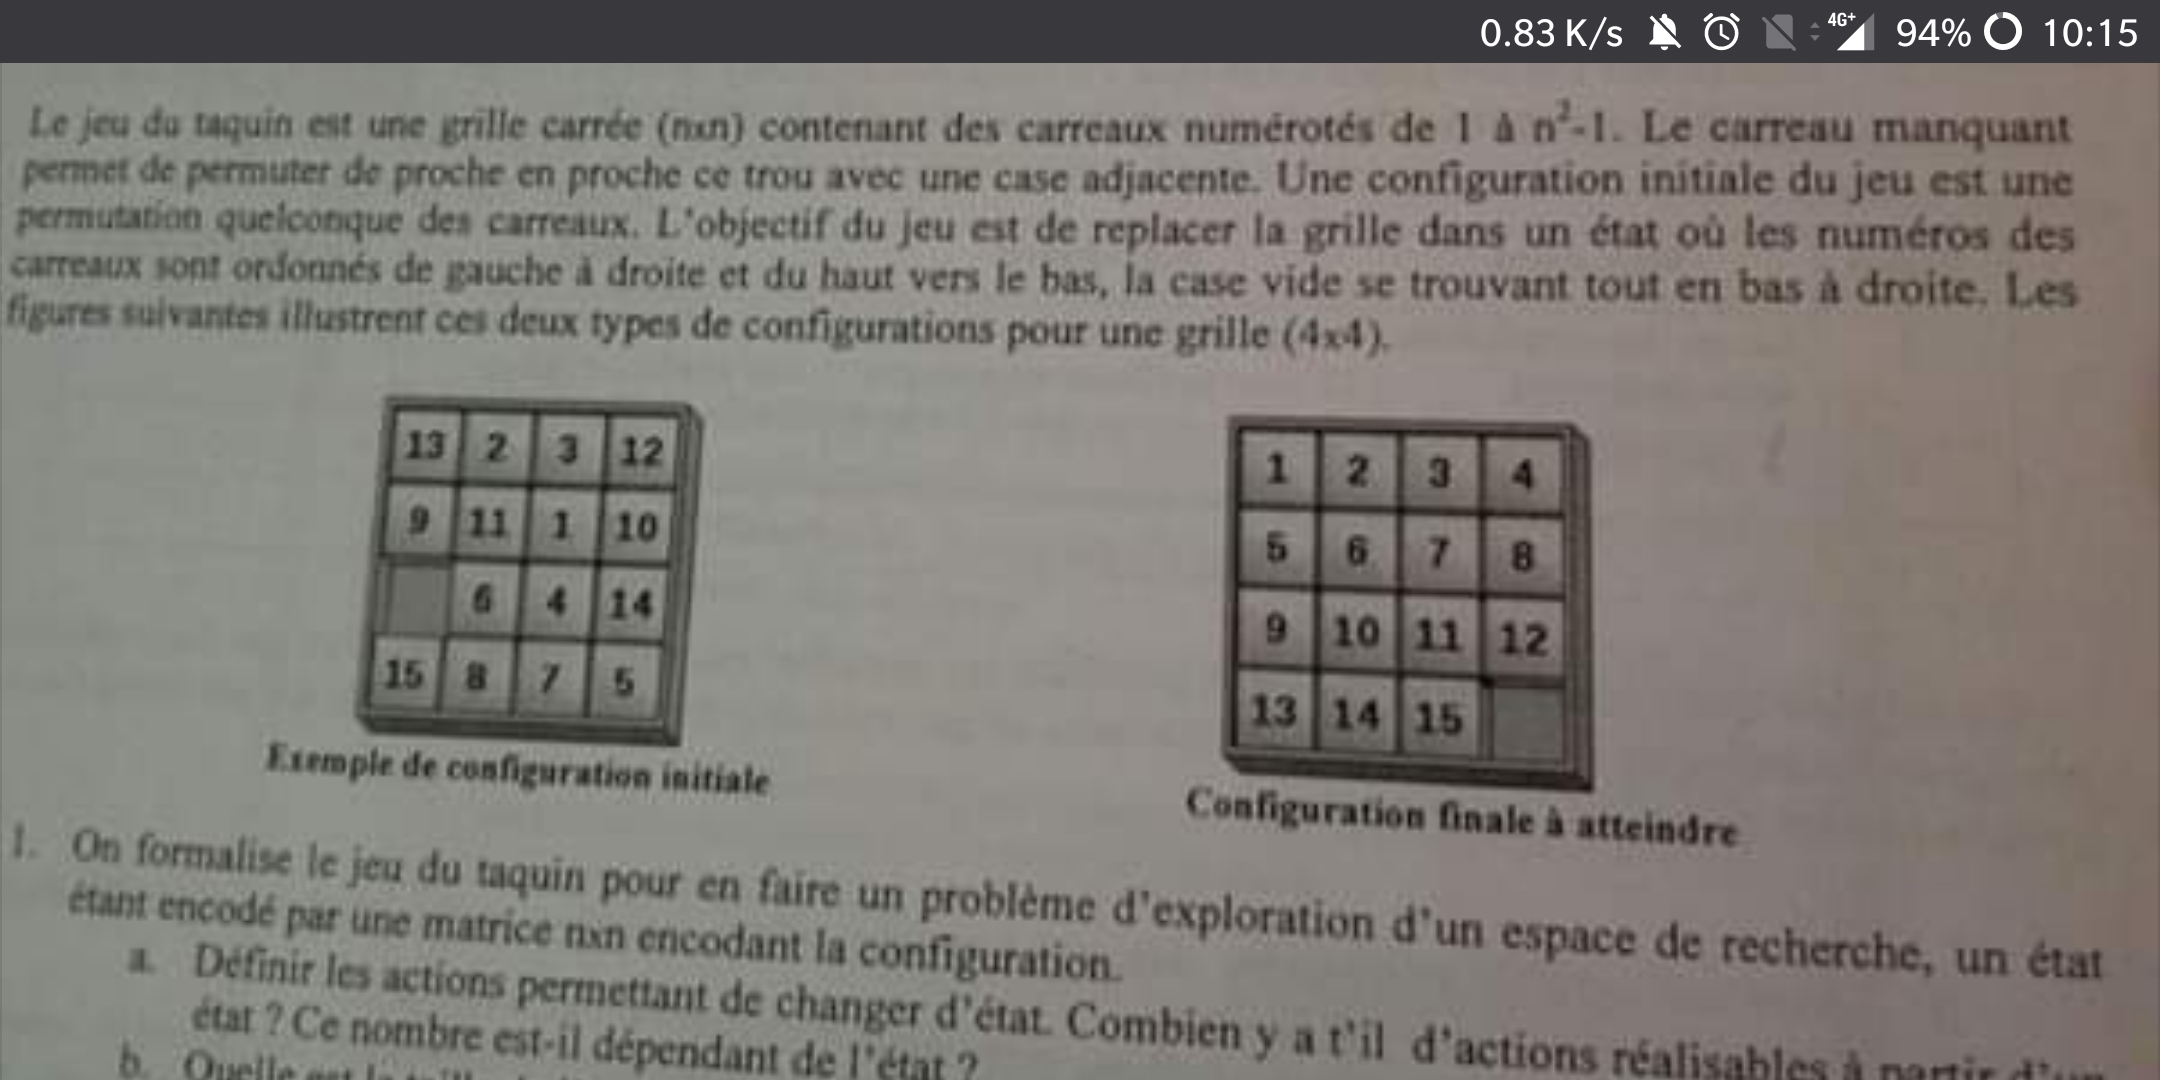 0.83 K/s 4G+ 94% 10:15
Le jeu du taquin est une grille carrée (nxn) contenant des carreaux numérotés de 1 à n²-1. Le carreau manquant
permet de permuter de proche en proche ce trou avec une case adjacente. Une configuration initiale du jeu est une
permutation quelconque des carreaux. L'objectif du jeu est de replacer la grille dans un état où les numéros des
carreaux sont ordonnés de gauche à droite et du haut vers le bas, la case vide se trouvant tout en bas à droite. Les
figures suivantes illustrent ces deux types de configurations pour une grille (4x4).
13 2 3 12
9 11 1 10
6 4 14
15 8 7 5
Exemple de configuration initiale
1 2 3 4
5 6 7 8
9 10 11 12
13 14 15
Configuration finale à atteindre
1. On formalise le jeu du taquin pour en faire un problème d'exploration d'un espace de recherche, un état
étant encodé par une matrice nxn encodant la configuration.
a. Définir les actions permettant de changer d'état. Combien y a t'il d'actions réalisables à partir d'un
état ? Ce nombre est-il dépendant de l'état ?
b. Quelle est la